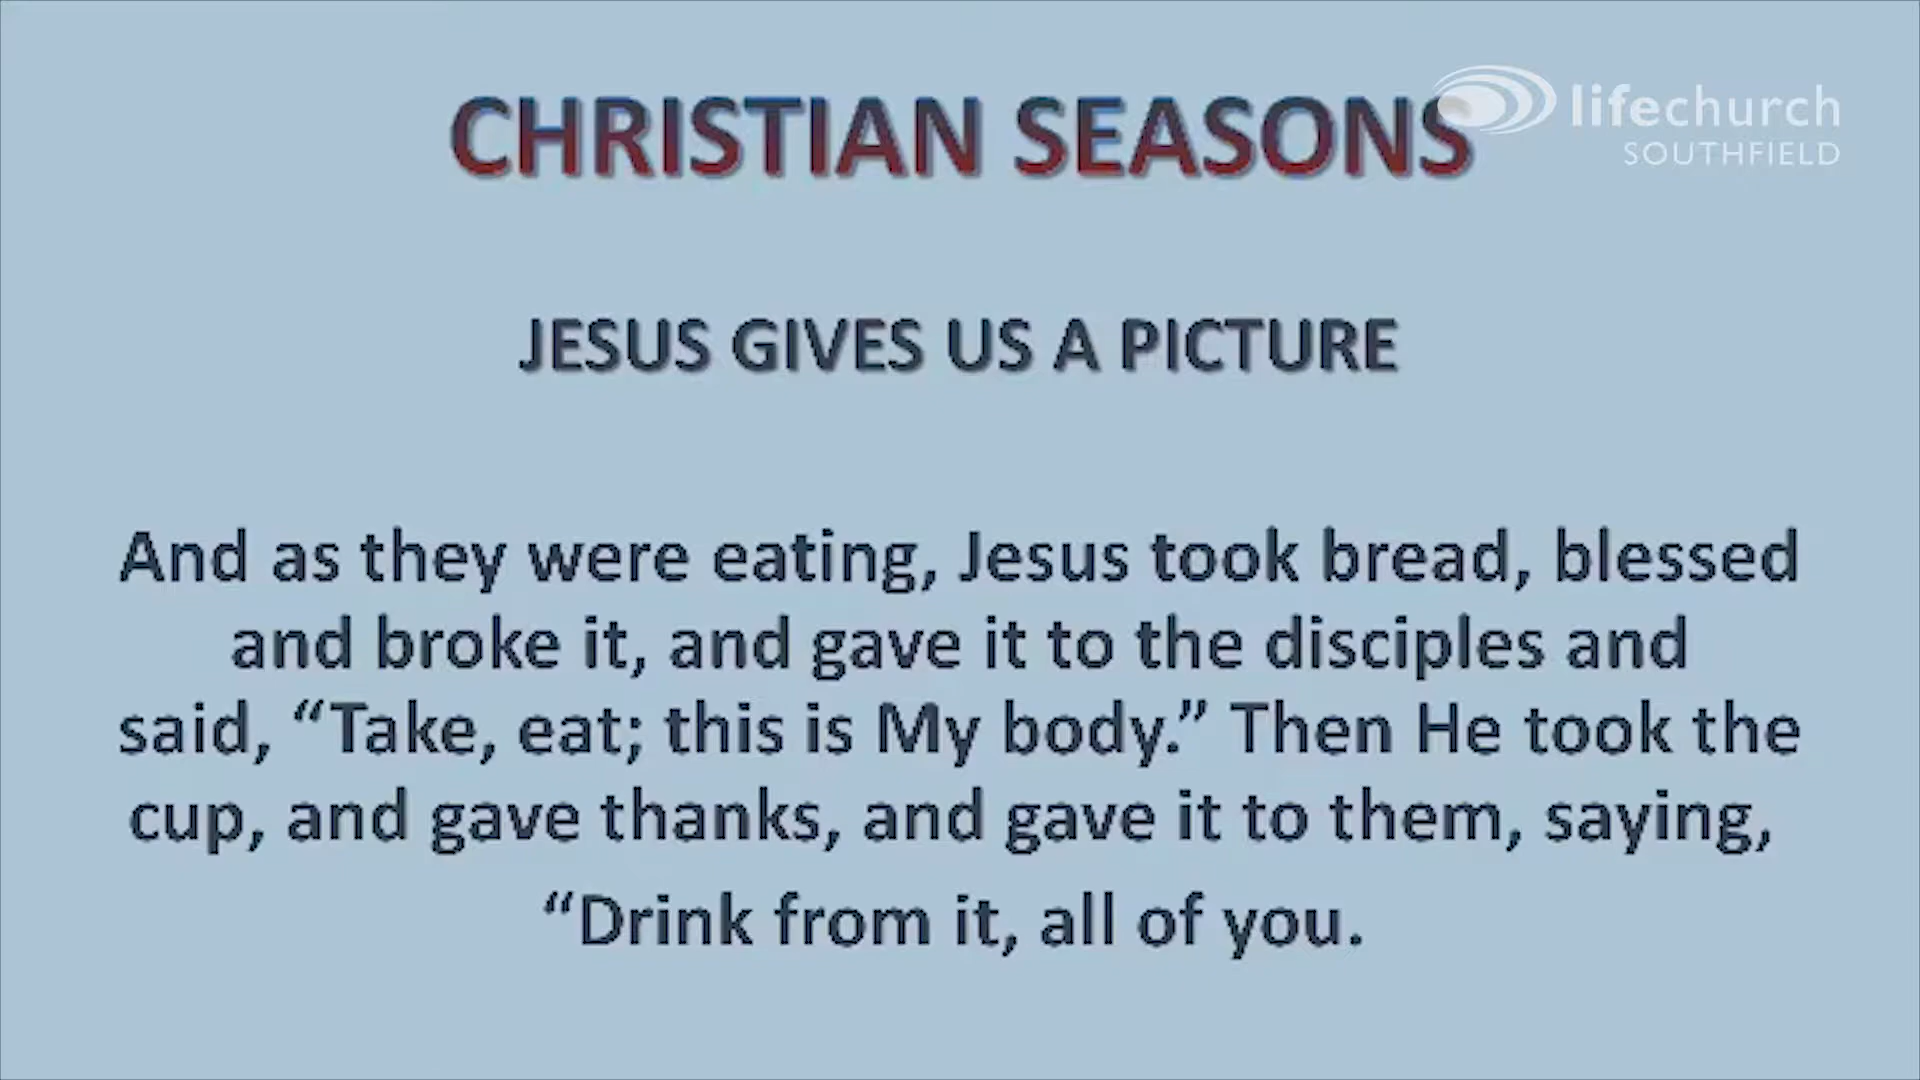 CHRISTIAN SEASONS
lifechurch
SOUTHFIELD
JESUS GIVES US A PICTURE
And as they were eating, Jesus took bread, blessed
and broke it, and gave it to the disciples and
said, “Take, eat; this is My body.” Then He took the
cup, and gave thanks, and gave it to them, saying,
“Drink from it, all of you.